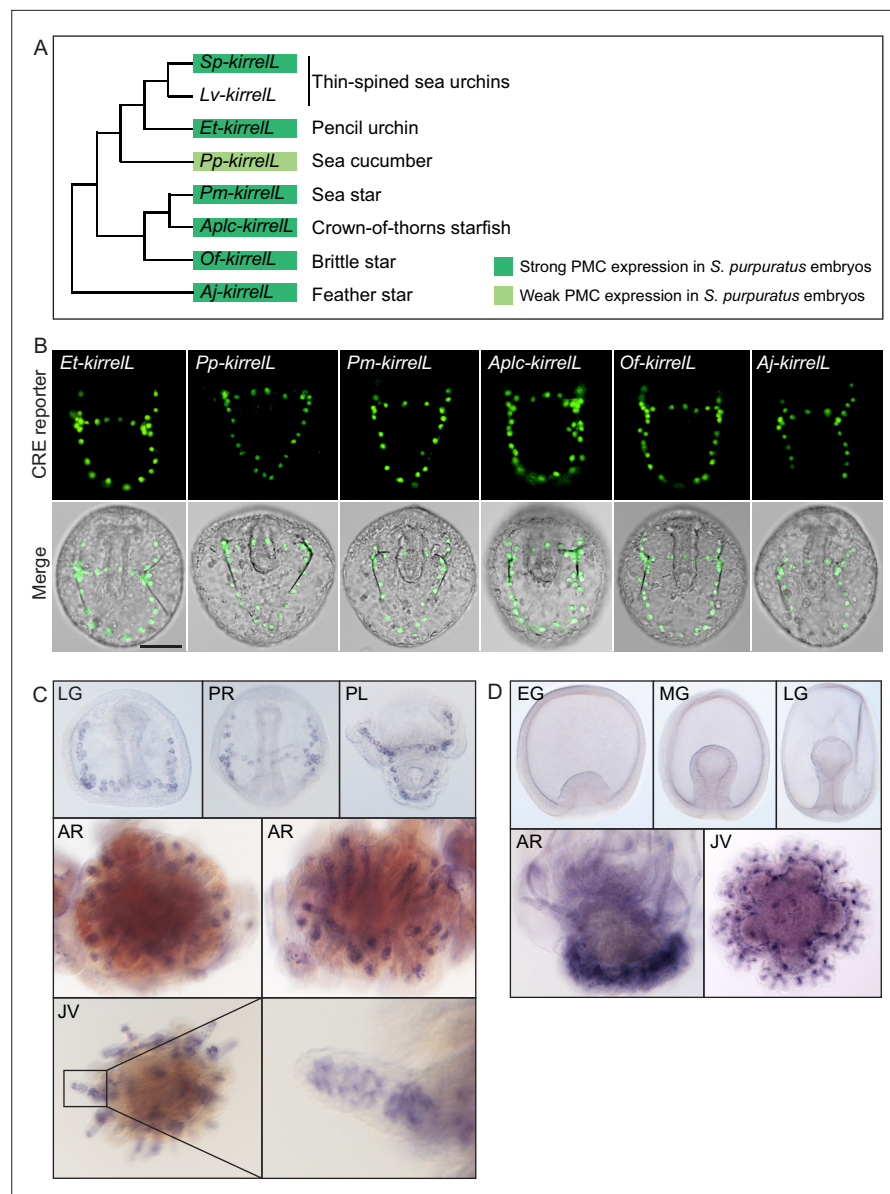 A
Sp-kirrelL
Thin-spined sea urchins
Lv-kirrelL
Et-kirrelL Pencil urchin
Pp-kirrelL Sea cucumber
Pm-kirrelL Sea star
Aplc-kirrelL Crown-of-thorns starfish
Of-kirrelL Brittle star
Aj-kirrelL Feather star
Strong PMC expression in S. purpuratus embryos
Weak PMC expression in S. purpuratus embryos
B
Et-kirrelL Pp-kirrelL Pm-kirrelL Aplc-kirrelL Of-kirrelL Aj-kirrelL
CRE reporter
Merge
C
LG PR PL
AR AR
JV
D
EG MG LG
AR JV